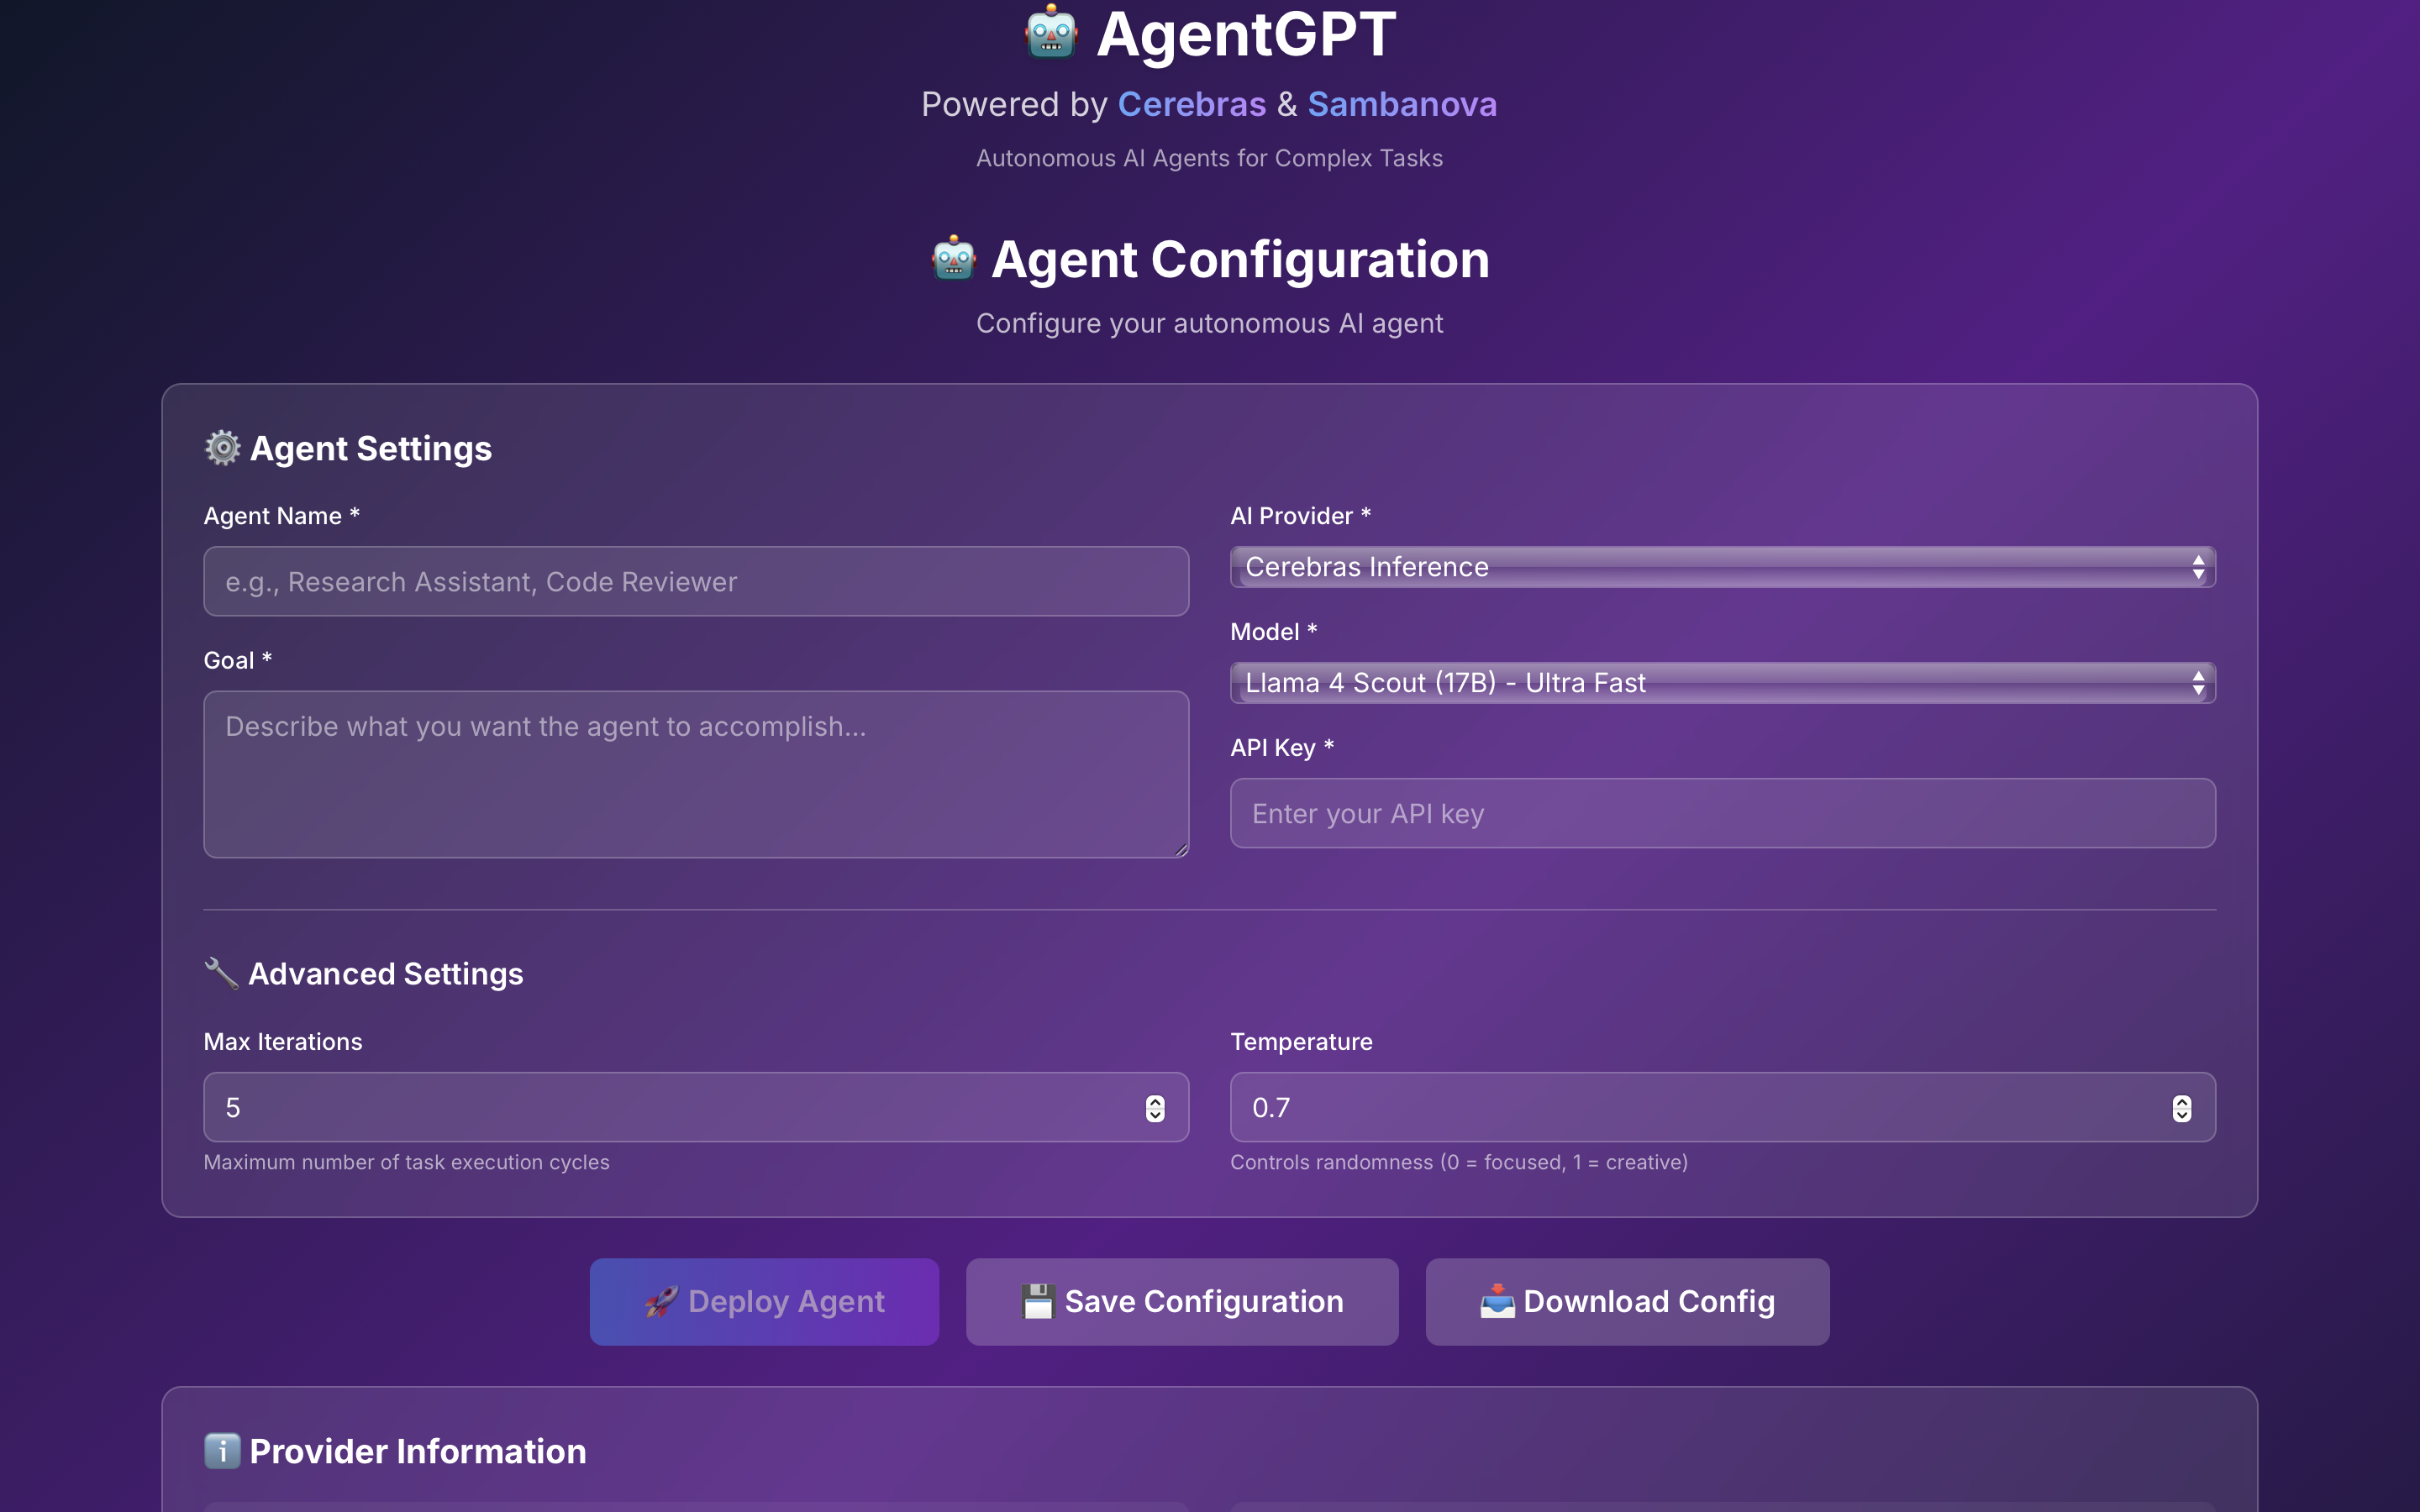 🤖 AgentGPT
Powered by Cerebras & Sambanova
Autonomous AI Agents for Complex Tasks
🤖 Agent Configuration
Configure your autonomous AI agent
⚙️ Agent Settings
Agent Name *
e.g., Research Assistant, Code Reviewer
Goal *
Describe what you want the agent to accomplish...
AI Provider *
Cerebras Inference
Model *
Llama 4 Scout (17B) - Ultra Fast
API Key *
Enter your API key
🔧 Advanced Settings
Max Iterations
5
Maximum number of task execution cycles
Temperature
0.7
Controls randomness (0 = focused, 1 = creative)
🚀 Deploy Agent
💾 Save Configuration
📥 Download Config
ℹ️ Provider Information